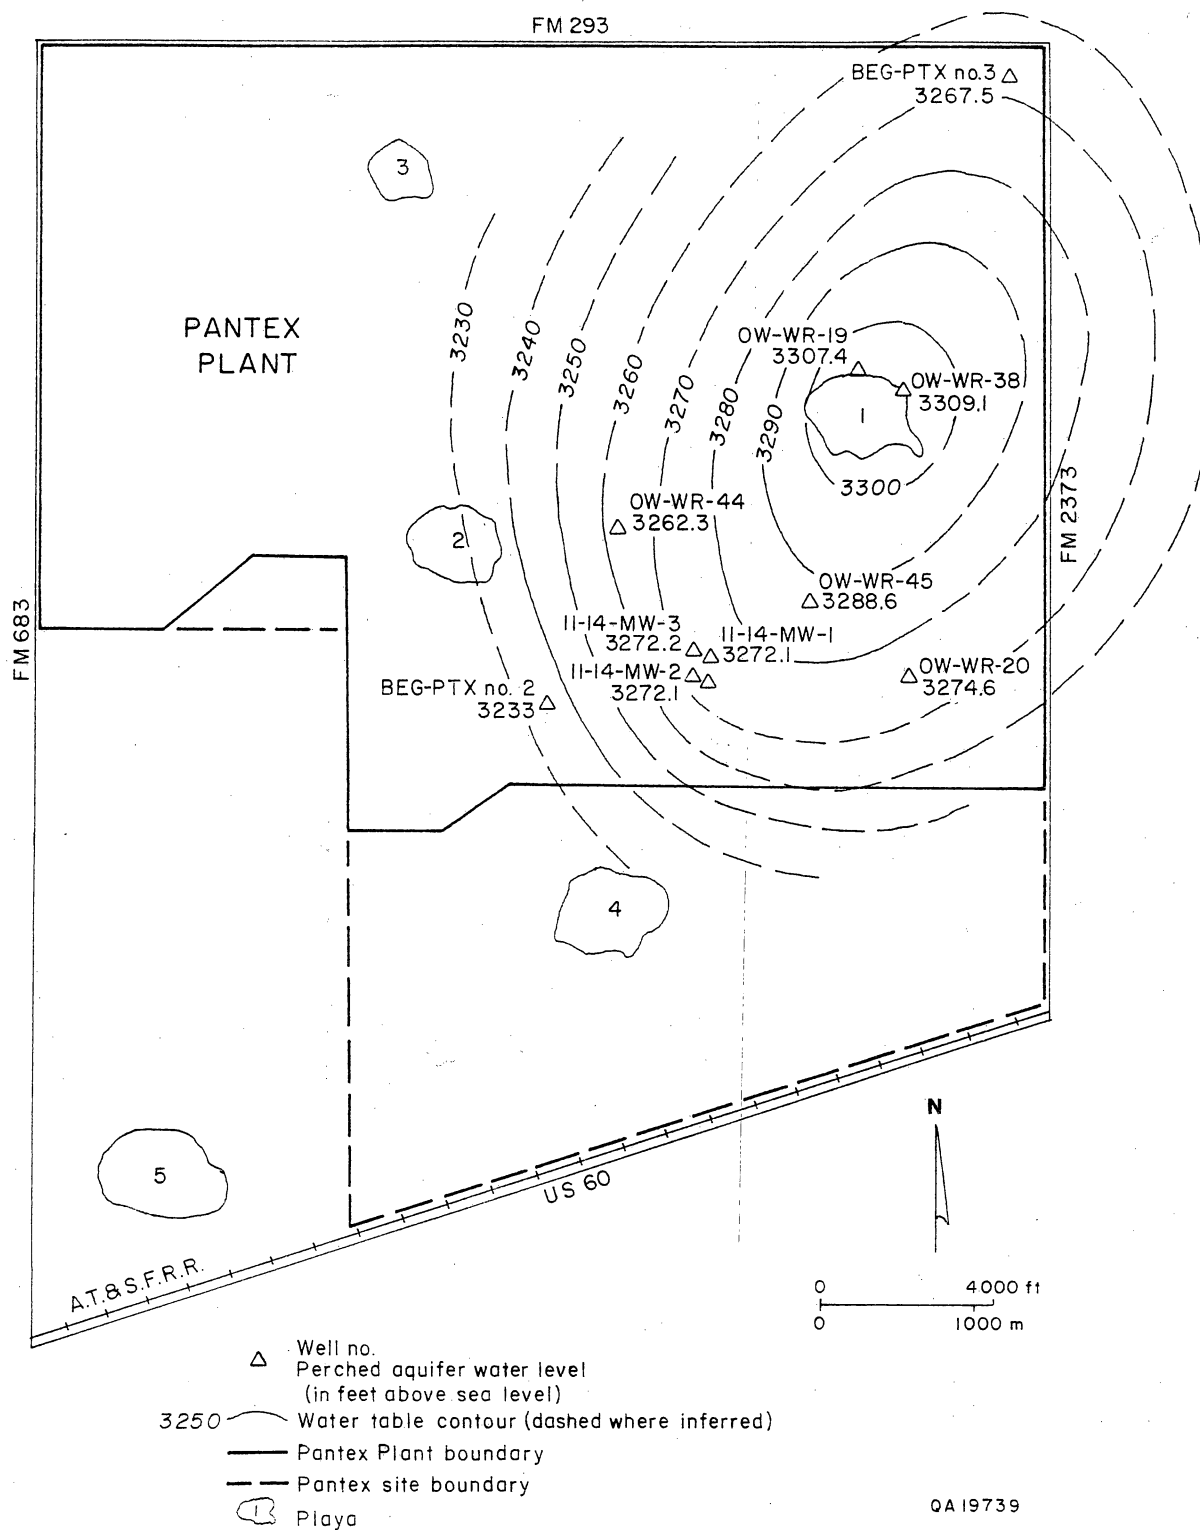 FM 293
BEG-PTX no.3
3267.5
3
PANTEX
PLANT
3230
3240
3250
3260
3270
3280
3290
OW-WR-19
3307.4
OW-WR-38
3309.1
1
3300
FM 2373
OW-WR-44
3262.3
2
OW-WR-45
3288.6
FM 683
11-14-MW-3
3272.2
11-14-MW-1
3272.1
11-14-MW-2
3272.1
OW-WR-20
3274.6
BEG-PTX no. 2
3233
4
N
5
US 60
A.T.&S.F.R.R.
0 4000 ft
0 1000 m
Well no.
Perched aquifer water level
(in feet above sea level)
3250 Water table contour (dashed where inferred)
Pantex Plant boundary
Pantex site boundary
1 Playa
QA19739